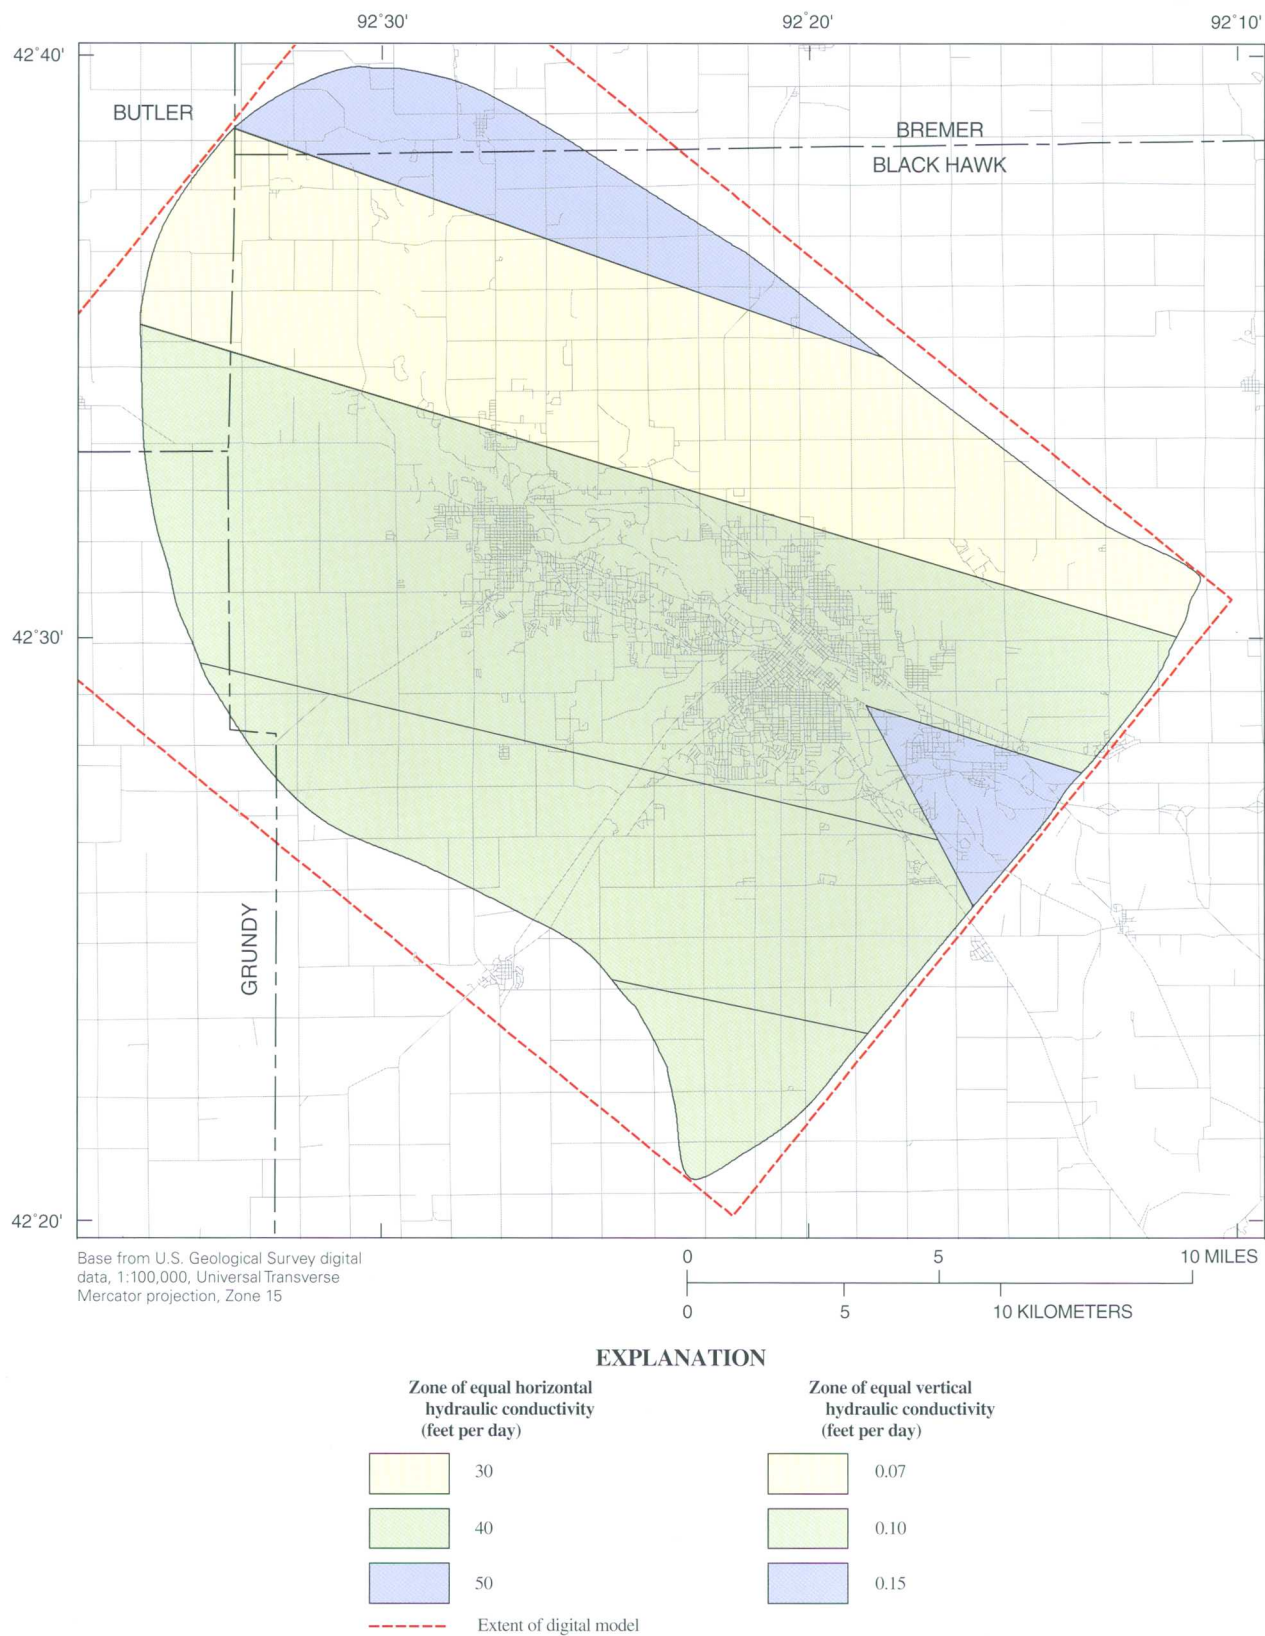 92°30' 92°20' 92°10'
42°40'
BUTLER
BREMER
BLACK HAWK
42°30'
GRUNDY
42°20'
Base from U.S. Geological Survey digital
data, 1:100,000, Universal Transverse
Mercator projection, Zone 15
0 5 10 MILES
0 5 10 KILOMETERS
EXPLANATION
Zone of equal horizontal
hydraulic conductivity
(feet per day)
30
40
50
Extent of digital model
Zone of equal vertical
hydraulic conductivity
(feet per day)
0.07
0.10
0.15